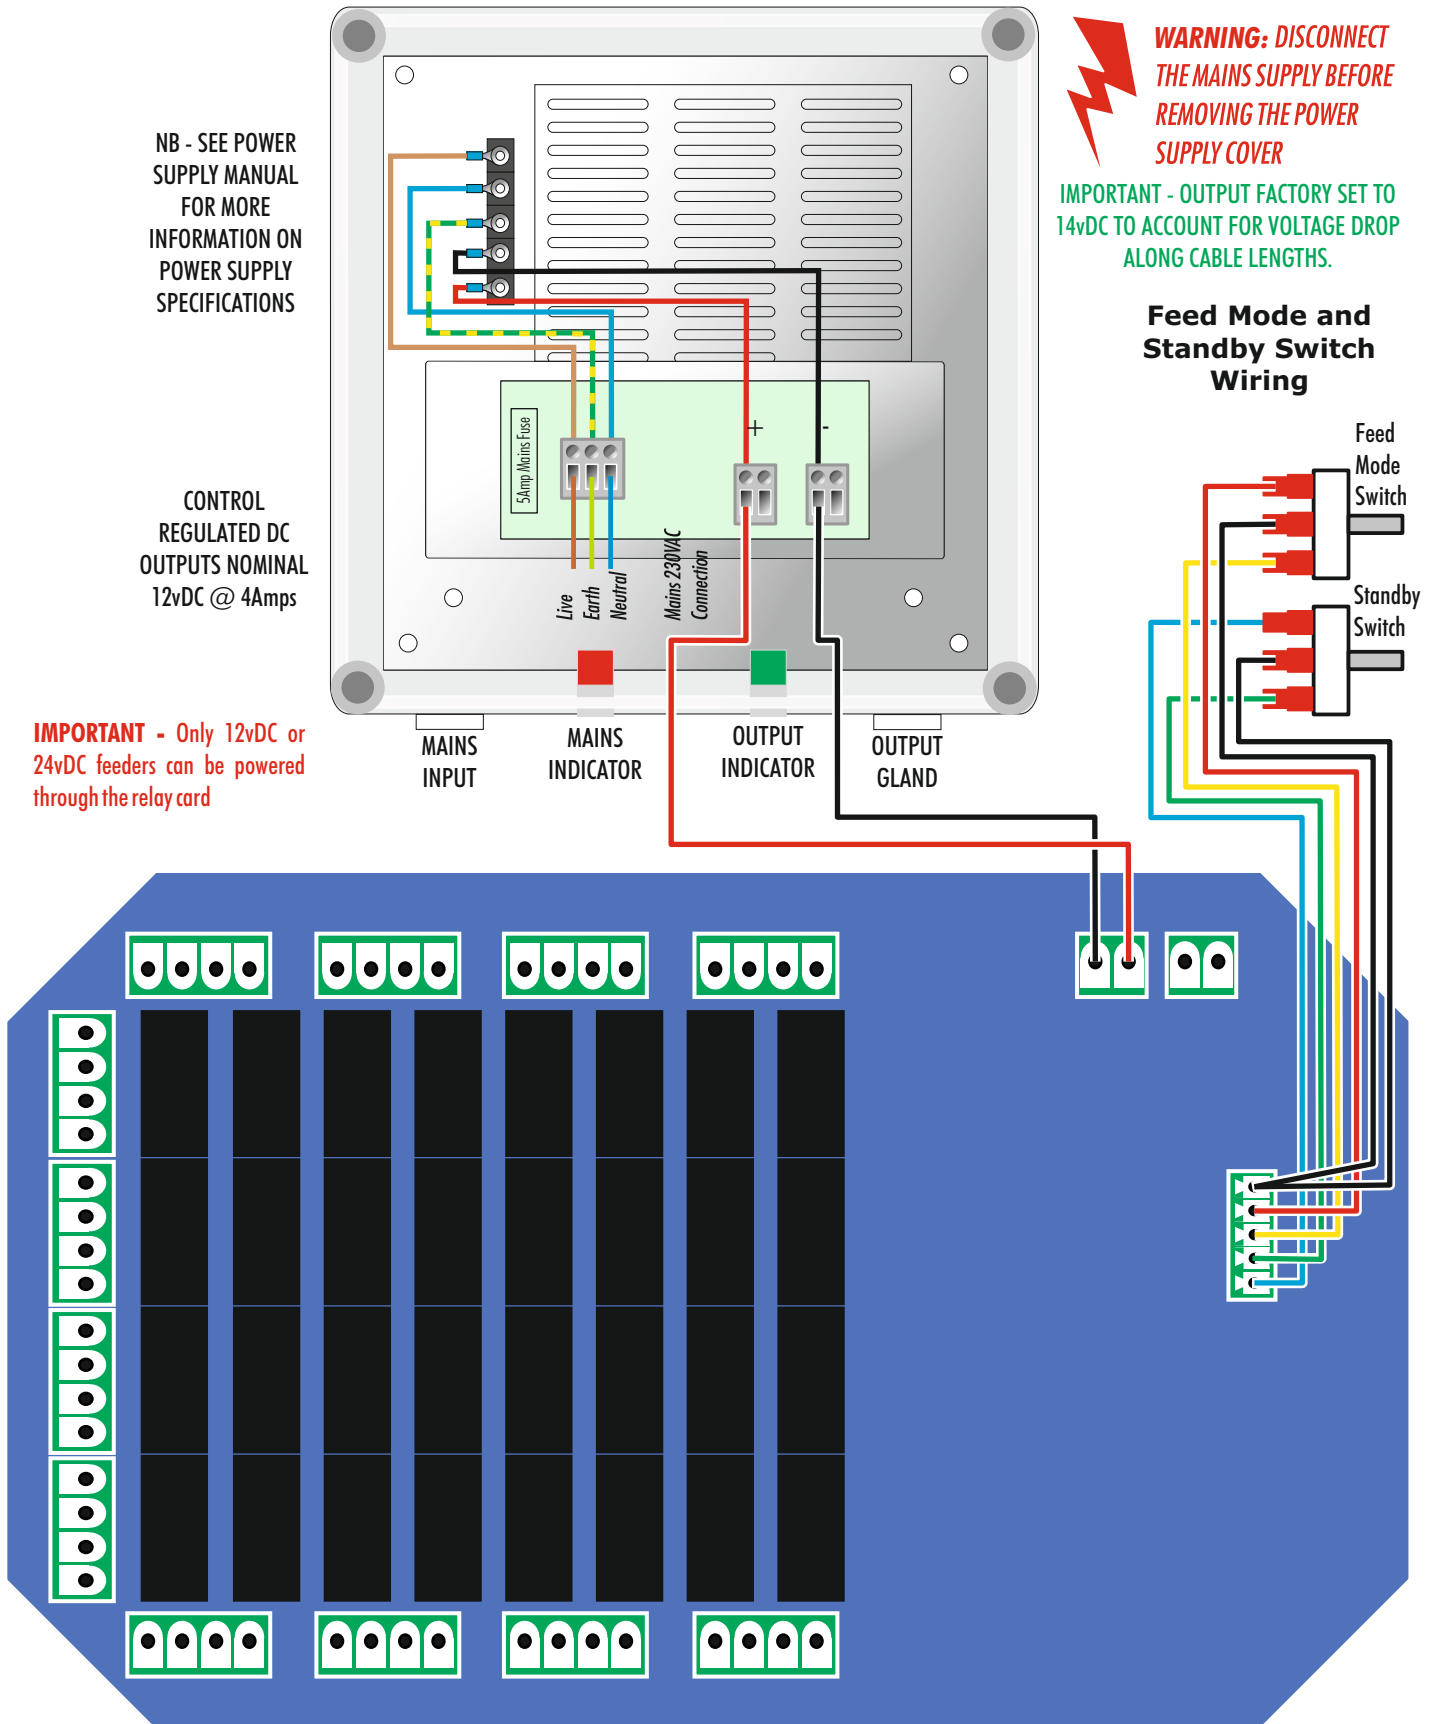 WARNING: DISCONNECT
THE MAINS SUPPLY BEFORE
REMOVING THE POWER
SUPPLY COVER
NB - SEE POWER
SUPPLY MANUAL
FOR MORE
INFORMATION ON
POWER SUPPLY
SPECIFICATIONS
IMPORTANT - OUTPUT FACTORY SET TO
14vDC TO ACCOUNT FOR VOLTAGE DROP
ALONG CABLE LENGTHS.
Feed Mode and
Standby Switch
Wiring
Feed
Mode
Switch
Standby
Switch
5Amp Mains Fuse
+
-
CONTROL
REGULATED DC
OUTPUTS NOMINAL
12vDC @ 4Amps
Live
Earth
Neutral
Mains 230VAC
Connection
IMPORTANT - Only 12vDC or
24vDC feeders can be powered
through the relay card
MAINS
INPUT
MAINS
INDICATOR
OUTPUT
INDICATOR
OUTPUT
GLAND